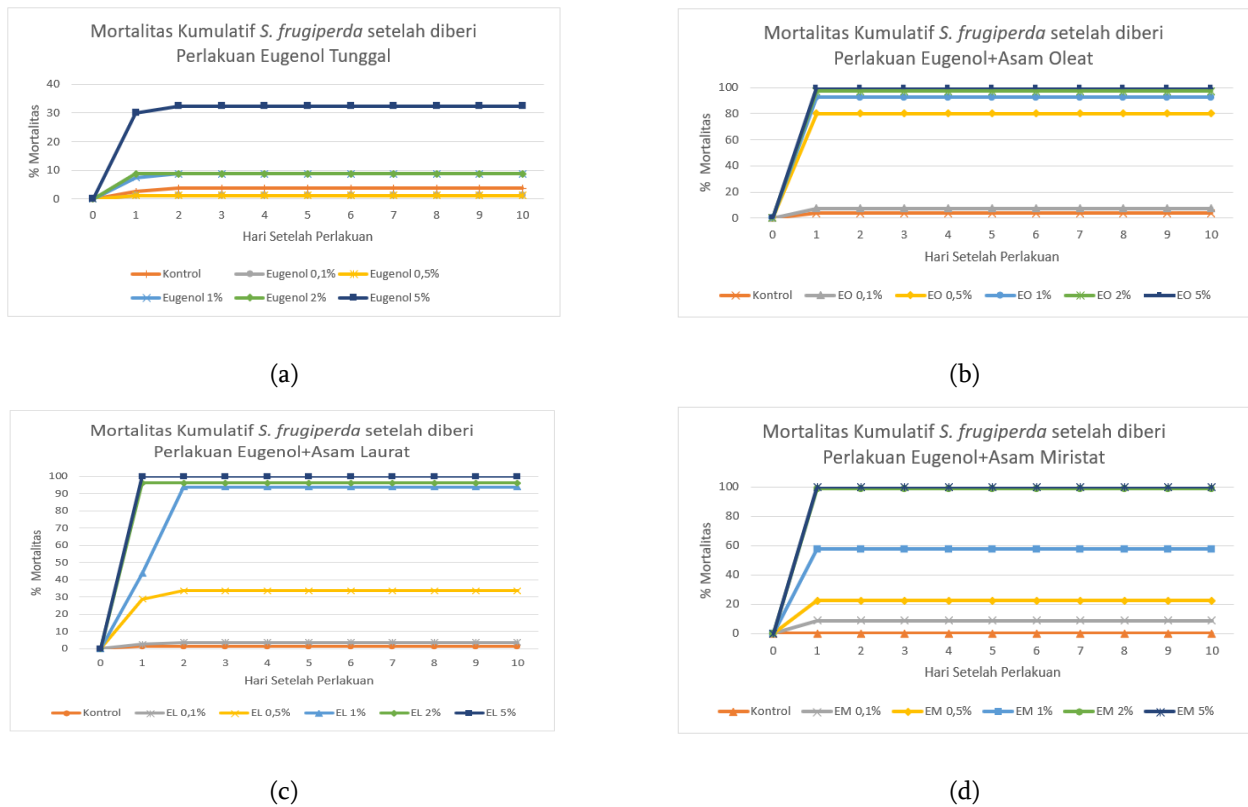 Mortalitas Kumulatif S. frugiperda setelah diberi
Perlakuan Eugenol Tunggal
% Mortalitas
40
30
20
10
0
0 1 2 3 4 5 6 7 8 9 10
Hari Setelah Perlakuan
Kontrol Eugenol 0,1% Eugenol 0,5%
Eugenol 1% Eugenol 2% Eugenol 5%
(a)
Mortalitas Kumulatif S. frugiperda setelah diberi
Perlakuan Eugenol+Asam Oleat
% Mortalitas
100
80
60
40
20
0
0 1 2 3 4 5 6 7 8 9 10
Hari Setelah Perlakuan
Kontrol EO 0,1% EO 0,5% EO 1% EO 2% EO 5%
(b)
Mortalitas Kumulatif S. frugiperda setelah diberi
Perlakuan Eugenol+Asam Laurat
% Mortalitas
100
90
80
70
60
50
40
30
20
10
0
0 1 2 3 4 5 6 7 8 9 10
Hari Setelah Perlakuan
Kontrol EL 0,1% EL 0,5% EL 1% EL 2% EL 5%
(c)
Mortalitas Kumulatif S. frugiperda setelah diberi
Perlakuan Eugenol+Asam Miristat
% Mortalitas
100
80
60
40
20
0
0 1 2 3 4 5 6 7 8 9 10
Hari Setelah Perlakuan
Kontrol EM 0,1% EM 0,5% EM 1% EM 2% EM 5%
(d)